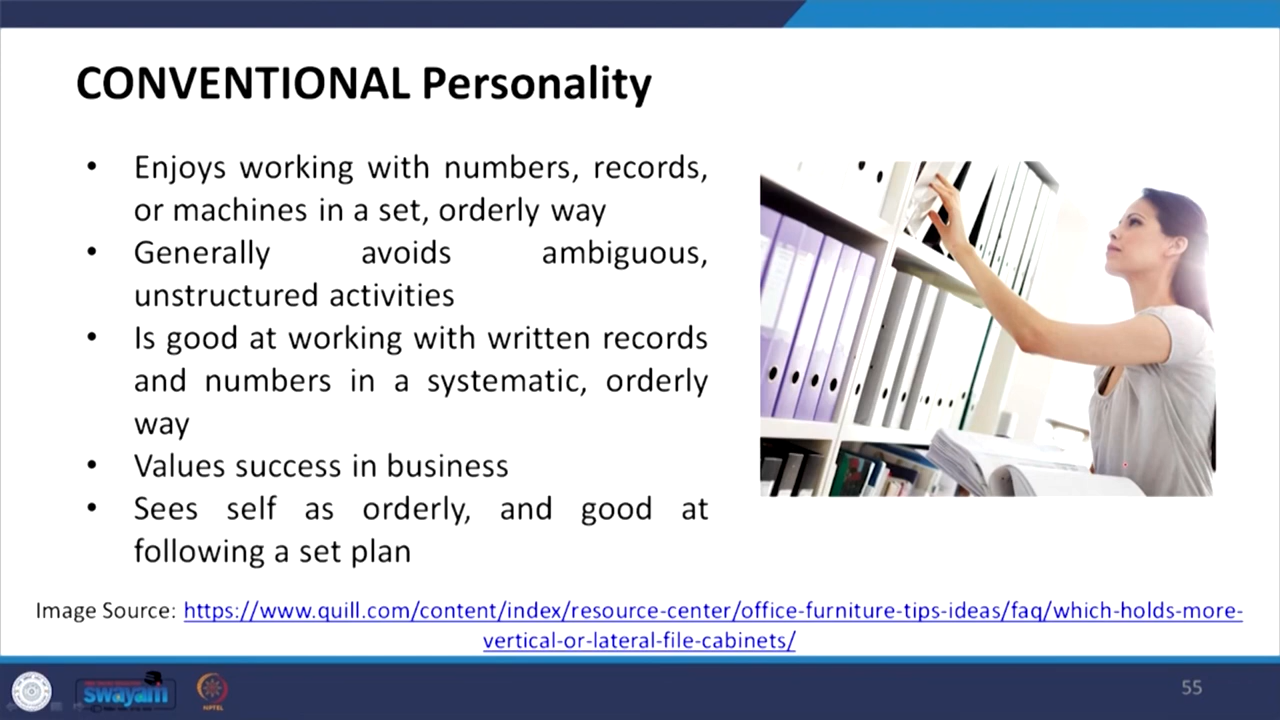 CONVENTIONAL Personality
• Enjoys working with numbers, records,
or machines in a set, orderly way
• Generally avoids ambiguous,
unstructured activities
• Is good at working with written records
and numbers in a systematic, orderly
way
• Values success in business
• Sees self as orderly, and good at
following a set plan
Image Source: https://www.quill.com/content/index/resource-center/office-furniture-tips-ideas/faq/which-holds-more-
vertical-or-lateral-file-cabinets/
swayam
NPTEL
55